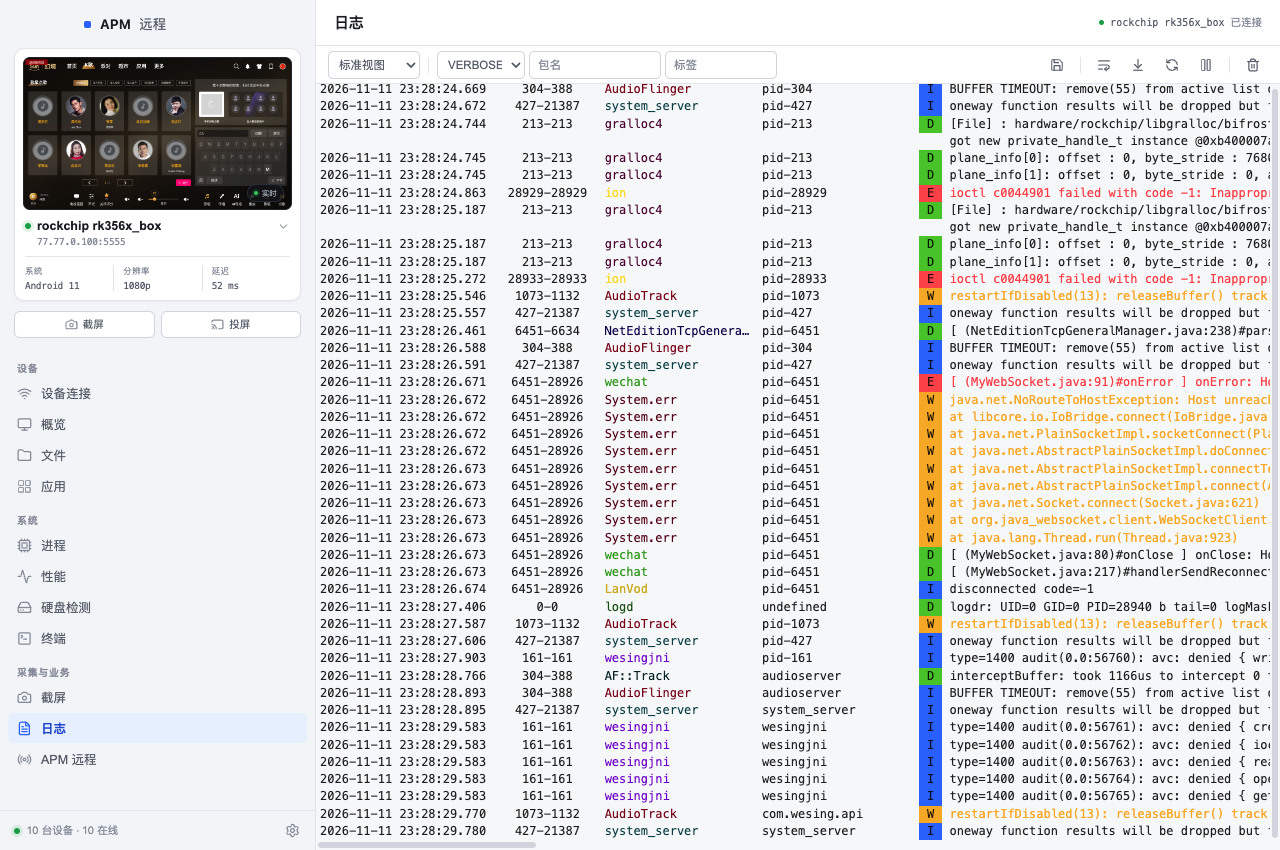 APM 远程
实时
rockchip rk356x_box
77.77.0.100:5555
系统
Android 11
分辨率
1080p
延迟
52 ms
截屏
投屏
设备
设备连接
概览
文件
应用
系统
进程
性能
硬盘检测
终端
采集与业务
截屏
日志
APM 远程
10 台设备 · 10 在线
日志
rockchip rk356x_box 已连接
标准视图
VERBOSE
包名
标签
2026-11-11 23:28:24.669 304-388 AudioFlinger pid-304 I BUFFER TIMEOUT: remove(55) from active list
2026-11-11 23:28:24.672 427-21387 system_server pid-427 I oneway function results will be dropped but
2026-11-11 23:28:24.744 213-213 gralloc4 pid-213 D [File] : hardware/rockchip/libgralloc/bifros
got new private_handle_t instance @0xb400007
2026-11-11 23:28:24.745 213-213 gralloc4 pid-213 D plane_info[0]: offset : 0, byte_stride : 768
2026-11-11 23:28:24.745 213-213 gralloc4 pid-213 D plane_info[1]: offset : 0, byte_stride : 0,
2026-11-11 23:28:24.863 28929-28929 ion pid-28929 E ioctl c0044901 failed with code -1: Inapprop
2026-11-11 23:28:25.187 213-213 gralloc4 pid-213 D [File] : hardware/rockchip/libgralloc/bifros
got new private_handle_t instance @0xb400007
2026-11-11 23:28:25.187 213-213 gralloc4 pid-213 D plane_info[0]: offset : 0, byte_stride : 768
2026-11-11 23:28:25.187 213-213 gralloc4 pid-213 D plane_info[1]: offset : 0, byte_stride : 0,
2026-11-11 23:28:25.272 28933-28933 ion pid-28933 E ioctl c0044901 failed with code -1: Inapprop
2026-11-11 23:28:25.546 1073-1132 AudioTrack pid-1073 W restartIfDisabled(13): releaseBuffer() track
2026-11-11 23:28:25.557 427-21387 system_server pid-427 I oneway function results will be dropped but
2026-11-11 23:28:26.461 6451-6634 NetEditionTcpGenera… pid-6451 D [ (NetEditionTcpGeneralManager.java:238)#pars
2026-11-11 23:28:26.588 304-388 AudioFlinger pid-304 I BUFFER TIMEOUT: remove(55) from active list
2026-11-11 23:28:26.591 427-21387 system_server pid-427 I oneway function results will be dropped but
2026-11-11 23:28:26.671 6451-28926 wechat pid-6451 E [ (MyWebSocket.java:91)#onError ] onError: Ho
2026-11-11 23:28:26.672 6451-28926 System.err pid-6451 W java.net.NoRouteToHostException: Host unreac
2026-11-11 23:28:26.672 6451-28926 System.err pid-6451 W at libcore.io.IoBridge.connect(IoBridge.java
2026-11-11 23:28:26.672 6451-28926 System.err pid-6451 W at java.net.PlainSocketImpl.socketConnect(Pla
2026-11-11 23:28:26.672 6451-28926 System.err pid-6451 W at java.net.AbstractPlainSocketImpl.doConnec
2026-11-11 23:28:26.673 6451-28926 System.err pid-6451 W at java.net.AbstractPlainSocketImpl.connectTo
2026-11-11 23:28:26.673 6451-28926 System.err pid-6451 W at java.net.AbstractPlainSocketImpl.connect(
2026-11-11 23:28:26.673 6451-28926 System.err pid-6451 W at java.net.Socket.connect(Socket.java:621)
2026-11-11 23:28:26.673 6451-28926 System.err pid-6451 W at org.java_websocket.client.WebSocketClient.
2026-11-11 23:28:26.673 6451-28926 System.err pid-6451 W at java.lang.Thread.run(Thread.java:923)
2026-11-11 23:28:26.673 6451-28926 wechat pid-6451 D [ (MyWebSocket.java:80)#onClose ] onClose: Ho
2026-11-11 23:28:26.673 6451-28926 wechat pid-6451 D [ (MyWebSocket.java:217)#handlerSendReconnect
2026-11-11 23:28:26.674 6451-28926 LanVod pid-6451 I disconnected code=-1
2026-11-11 23:28:27.406 0-0 logd undefined D logdr: UID=0 GID=0 PID=28940 b tail=0 logMas
2026-11-11 23:28:27.587 1073-1132 AudioTrack pid-1073 W restartIfDisabled(13): releaseBuffer() track
2026-11-11 23:28:27.606 427-21387 system_server pid-427 I oneway function results will be dropped but
2026-11-11 23:28:27.903 161-161 wesingjni pid-161 I type=1400 audit(0.0:56760): avc: denied { wri
2026-11-11 23:28:28.766 304-388 AF::Track audioserver D interceptBuffer: took 1166us to intercept 0
2026-11-11 23:28:28.893 304-388 AudioFlinger audioserver I BUFFER TIMEOUT: remove(55) from active list
2026-11-11 23:28:28.895 427-21387 system_server system_server I oneway function results will be dropped but
2026-11-11 23:28:29.583 161-161 wesingjni wesingjni I type=1400 audit(0.0:56761): avc: denied { cre
2026-11-11 23:28:29.583 161-161 wesingjni wesingjni I type=1400 audit(0.0:56762): avc: denied { ioc
2026-11-11 23:28:29.583 161-161 wesingjni wesingjni I type=1400 audit(0.0:56763): avc: denied { rea
2026-11-11 23:28:29.583 161-161 wesingjni wesingjni I type=1400 audit(0.0:56764): avc: denied { ope
2026-11-11 23:28:29.583 161-161 wesingjni wesingjni I type=1400 audit(0.0:56765): avc: denied { get
2026-11-11 23:28:29.770 1073-1132 AudioTrack com.wesing.api W restartIfDisabled(13): releaseBuffer() track
2026-11-11 23:28:29.780 427-21387 system_server system_server I oneway function results will be dropped but